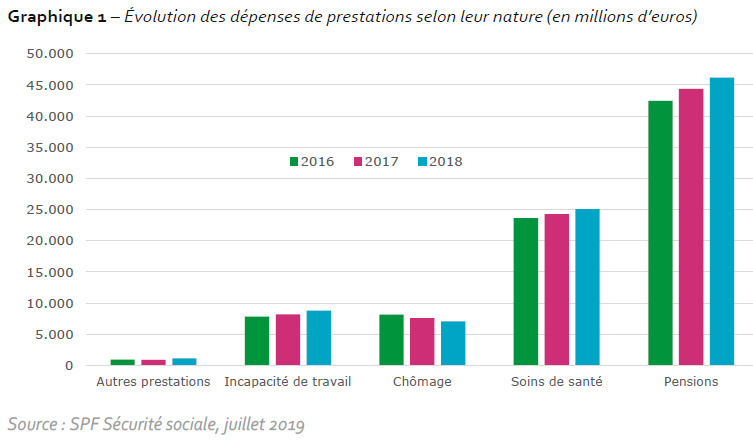 Graphique 1 – Évolution des dépenses de prestations selon leur nature (en millions d'euros)
50.000
45.000
40.000
35.000
30.000
25.000
20.000
15.000
10.000
5.000
0
2016 2017 2018
Autres prestations Incapacité de travail Chômage Soins de santé Pensions
Source : SPF Sécurité sociale, juillet 2019